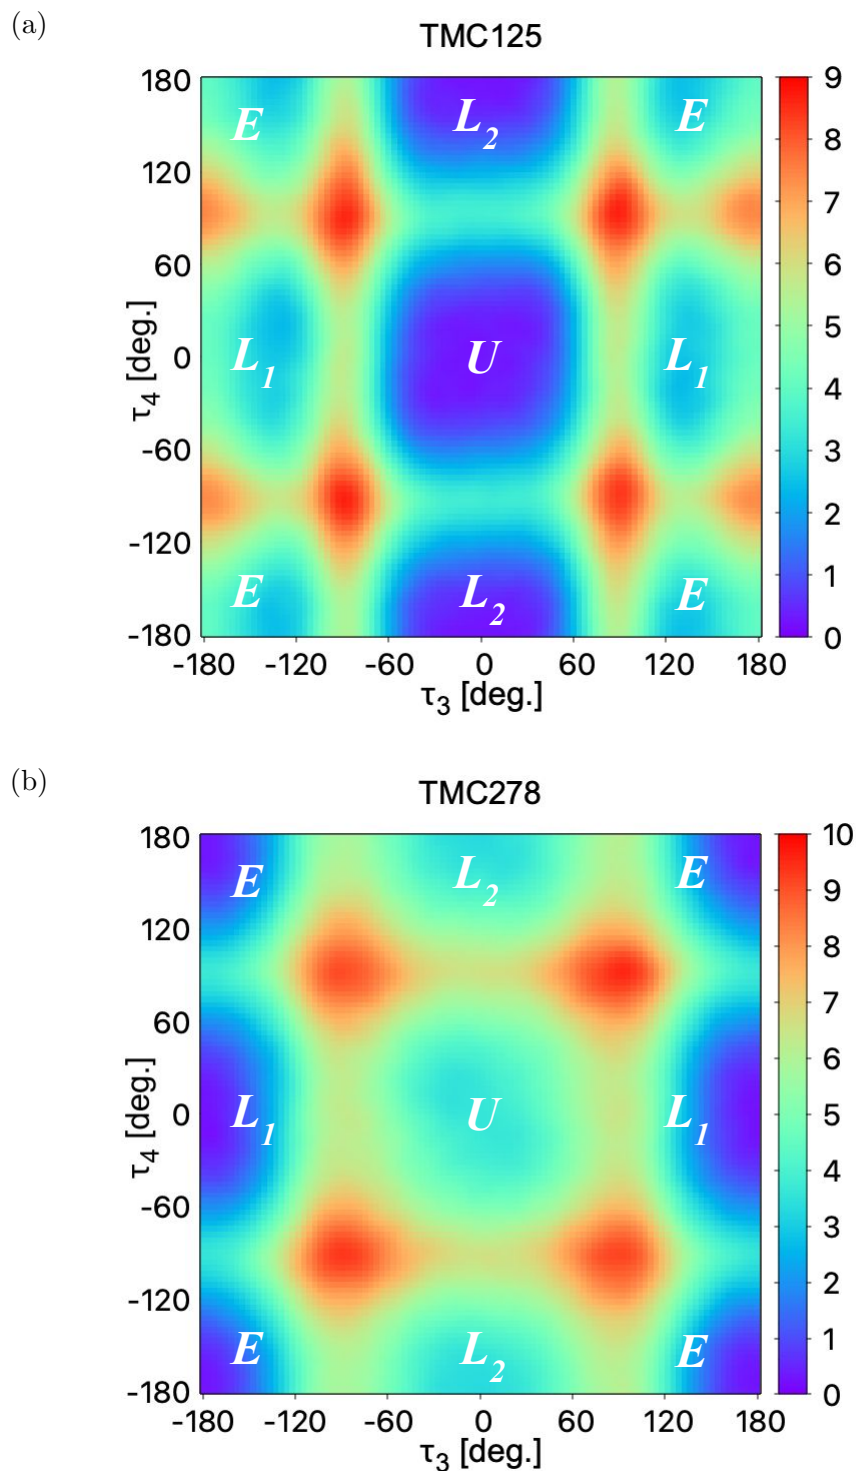 (a)
TMC125
180 120 60 0 -60 -120 -180
τ4 [deg.]
E L2 E
L1 U L1
E L2 E
-180 -120 -60 0 60 120 180
τ3 [deg.]
9 8 7 6 5 4 3 2 1 0
(b)
TMC278
180 120 60 0 -60 -120 -180
τ4 [deg.]
E L2 E
L1 U L1
E L2 E
-180 -120 -60 0 60 120 180
τ3 [deg.]
10 9 8 7 6 5 4 3 2 1 0